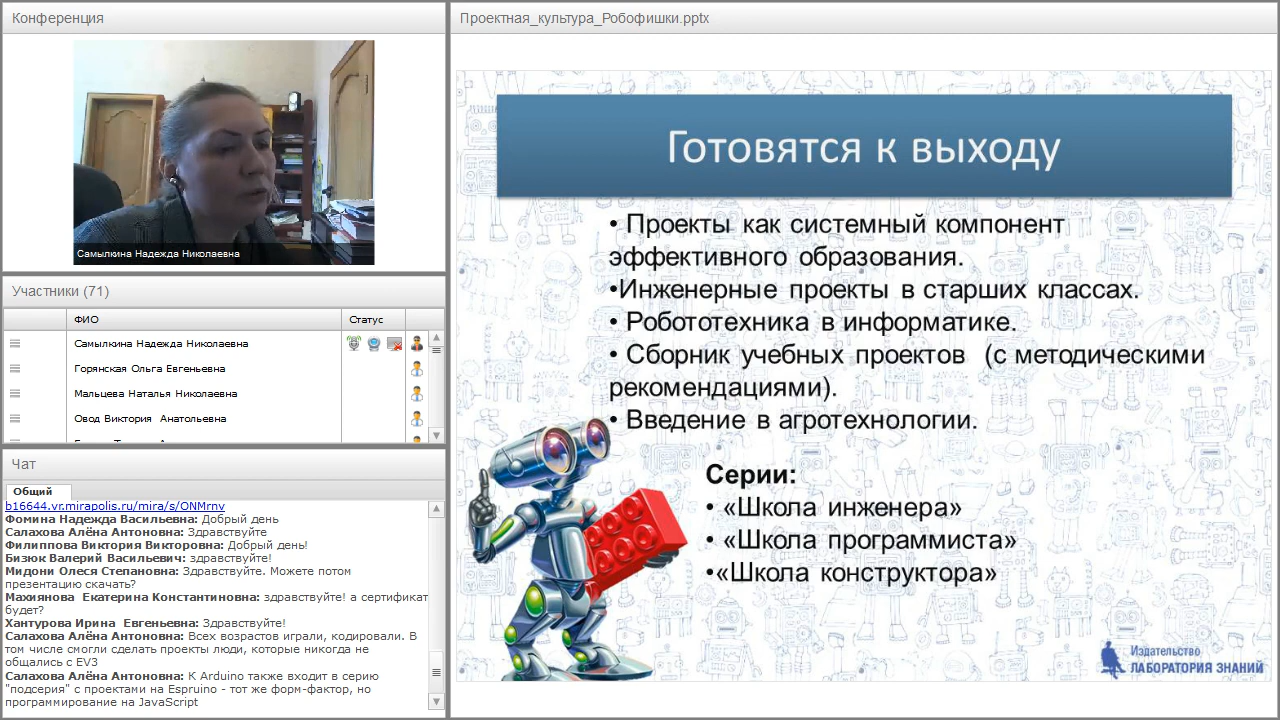 Конференция
Самылкина Надежда Николаевна
Участники (71)
ФИО
Статус
Самылкина Надежда Николаевна
Горянская Ольга Евгеньевна
Мальцева Наталья Николаевна
Овод Виктория Анатольевна
Чат
Общий
b16644.vr.mirapolis.ru/mira/s/ONMrnv
Фомина Надежда Васильевна: Добрый день
Салахова Алёна Антоновна: Здравствуйте
Филиппова Виктория Викторовна: Добрый день!
Бизюк Валерий Васильевич: здравствуйте!
Мидони Олеся Степановна: Здравствуйте. Можете потом
презентацию скачать?
Махиянова Екатерина Константиновна: здравствуйте! а сертификат
будет?
Хантурова Ирина Евгеньевна: Здравствуйте!
Салахова Алёна Антоновна: Всех возрастов играли, кодировали. В
том числе смогли сделать проекты люди, которые никогда не
общались с EV3
Салахова Алёна Антоновна: К Arduino также входит в серию
"подсерия" с проектами на Espruino - тот же форм-фактор, но
программирование на JavaScript
Проектная_культура_Робофишки.pptx
Готовятся к выходу
• Проекты как системный компонент
эффективного образования.
•Инженерные проекты в старших классах.
• Робототехника в информатике.
• Сборник учебных проектов (с методическими
рекомендациями).
• Введение в агротехнологии.
Серии:
• «Школа инженера»
• «Школа программиста»
•«Школа конструктора»
Издательство
ЛАБОРАТОРИЯ ЗНАНИЙ